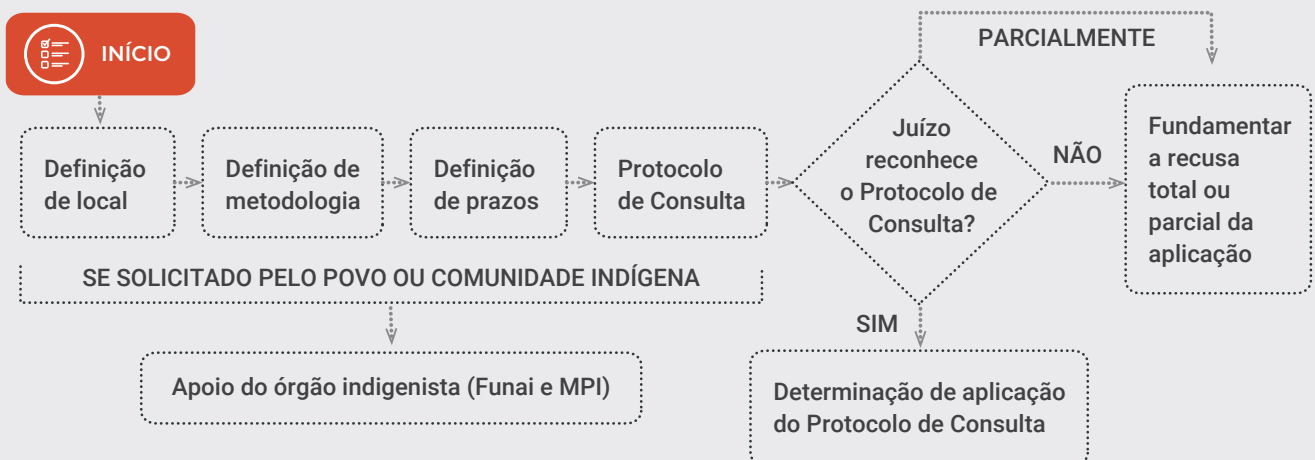 INÍCIO
Definição
de local
Definição de
metodologia
Definição
de prazos
Protocolo
de Consulta
Juízo
reconhece
o Protocolo de
Consulta?
PARCIALMENTE
NÃO
Fundamentar
a recusa
total ou
parcial da
aplicação
SE SOLICITADO PELO POVO OU COMUNIDADE INDÍGENA
Apoio do órgão indigenista (Funai e MPI)
SIM
Determinação de aplicação
do Protocolo de Consulta